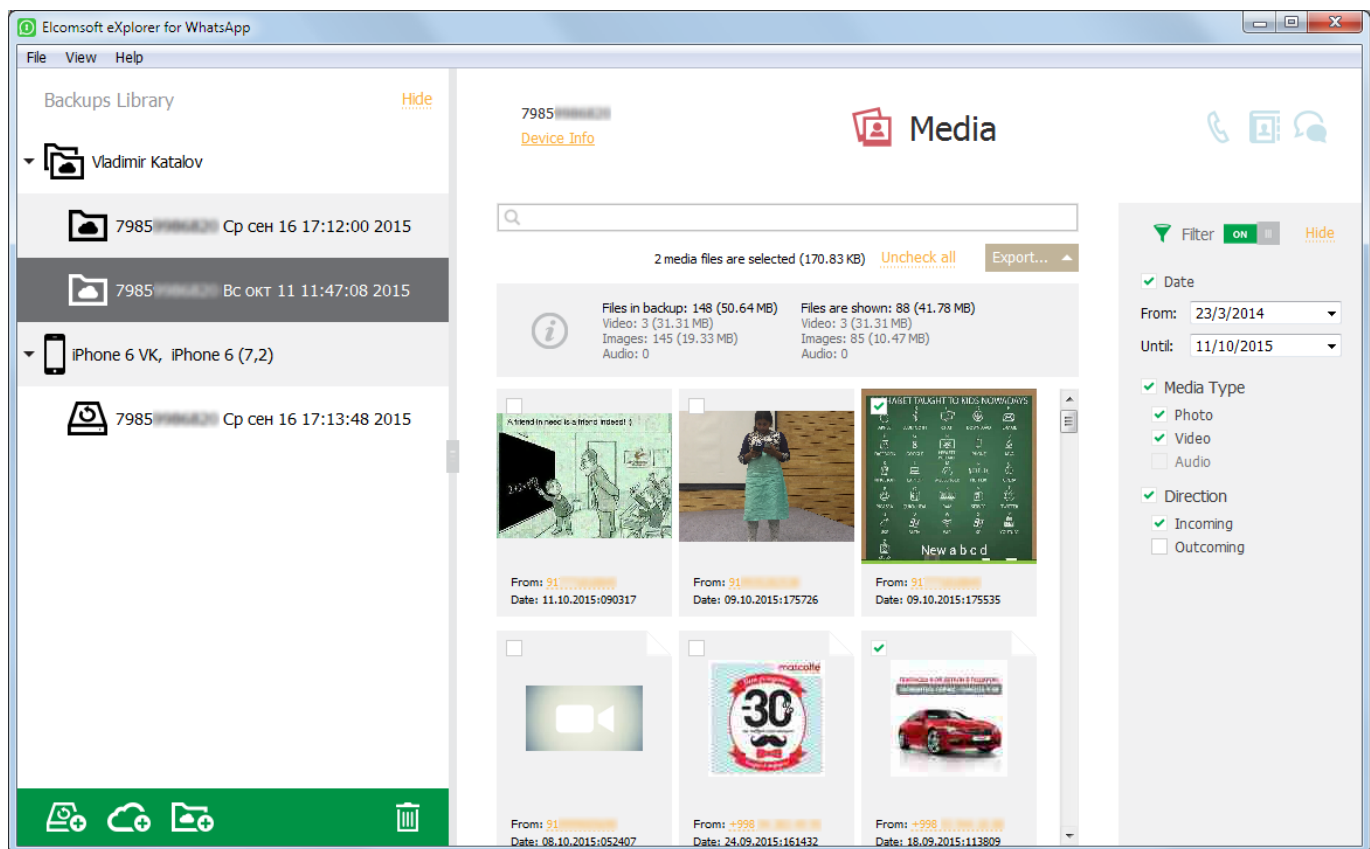 Elcomsoft eXplorer for WhatsApp
File View Help
Backups Library Hide
Vladimir Katalov
7985 Ср сен 16 17:12:00 2015
7985 Вс окт 11 11:47:08 2015
iPhone 6 VK, iPhone 6 (7,2)
7985 Ср сен 16 17:13:48 2015
7985
Device Info
Media
2 media files are selected (170.83 KB) Uncheck all Export...
Files in backup: 148 (50.64 MB)
Video: 3 (31.31 MB)
Images: 145 (19.33 MB)
Audio: 0
Files are shown: 88 (41.78 MB)
Video: 3 (31.31 MB)
Images: 85 (10.47 MB)
Audio: 0
A friend in need is a friend indeed! :)
From: 91
Date: 11.10.2015:090317
From: 91
Date: 09.10.2015:175726
TAUGHT TO KIDS NOWADAYS
New a b c d
From: 91
Date: 09.10.2015:175535
From: 91
Date: 08.10.2015:052407
mascotte
-30%
From: +998
Date: 24.09.2015:161432
From: +998
Date: 18.09.2015:113809
Filter ON Hide
Date
From: 23/3/2014
Until: 11/10/2015
Media Type
Photo
Video
Audio
Direction
Incoming
Outcoming